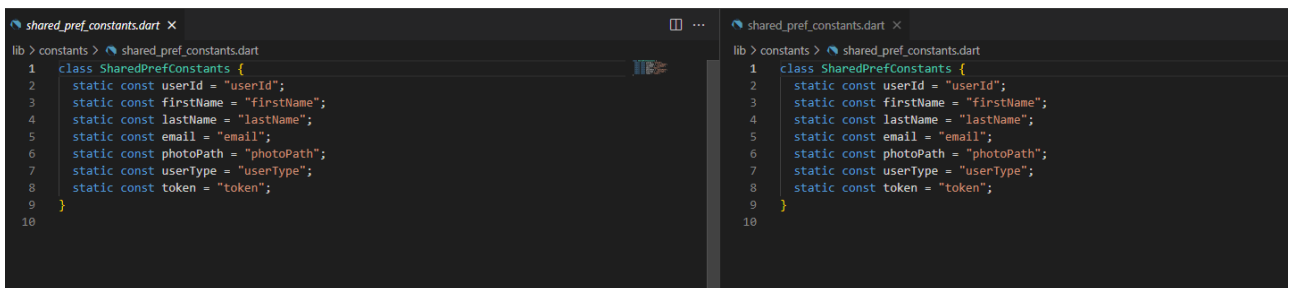 shared_pref_constants.dart
lib > constants > shared_pref_constants.dart
1 class SharedPrefConstants {
2 static const userId = "userId";
3 static const firstName = "firstName";
4 static const lastName = "lastName";
5 static const email = "email";
6 static const photoPath = "photoPath";
7 static const userType = "userType";
8 static const token = "token";
9 }
10
shared_pref_constants.dart
lib > constants > shared_pref_constants.dart
1 class SharedPrefConstants {
2 static const userId = "userId";
3 static const firstName = "firstName";
4 static const lastName = "lastName";
5 static const email = "email";
6 static const photoPath = "photoPath";
7 static const userType = "userType";
8 static const token = "token";
9 }
10